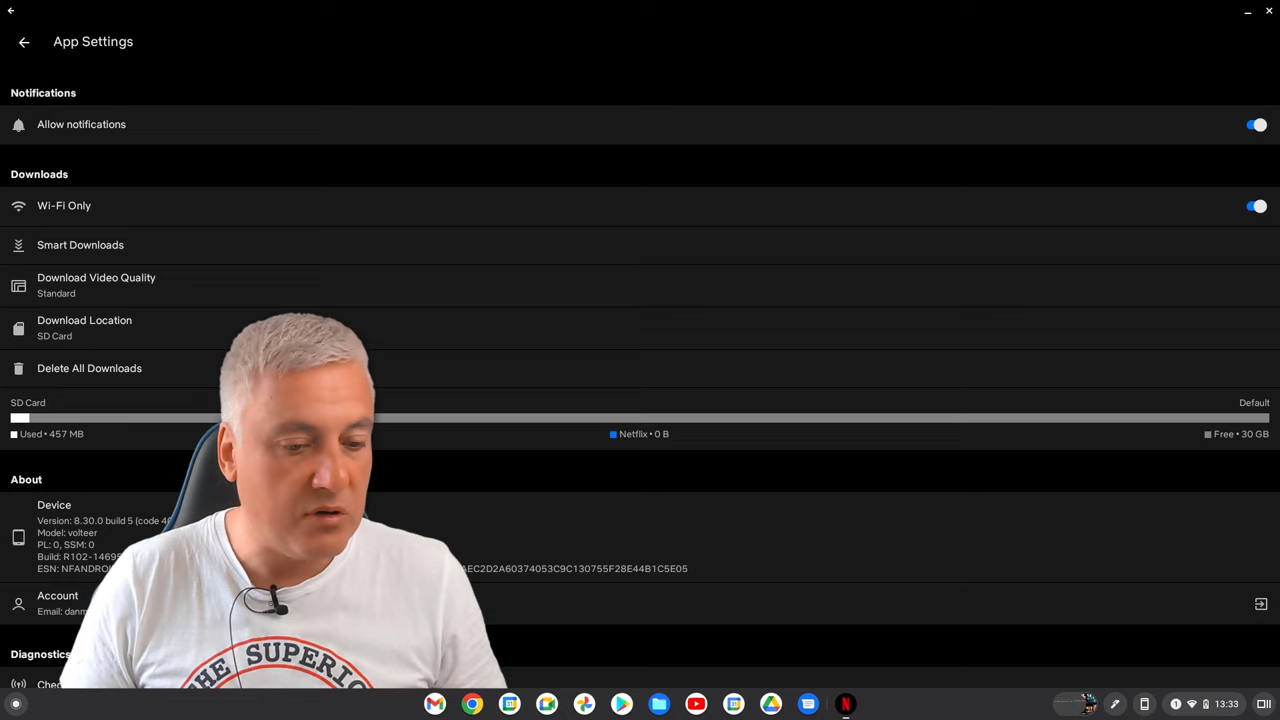 App Settings
Notifications
Allow notifications
Downloads
Wi-Fi Only
Smart Downloads
Download Video Quality
Standard
Download Location
SD Card
Delete All Downloads
SD Card Default
Used • 457 MB Netflix • 0 B Free • 30 GB
About
Device
Version: 8.30.0 build 5 (code
Model: volteer
PL: 0, SSM: 0
Build: R102-1469
ESN: NFANDRO AEC2D2A60374053C9C130755F28E44B1C5E05
Account
Email: danm
Diagnostics
THE SUPERIO
13:33